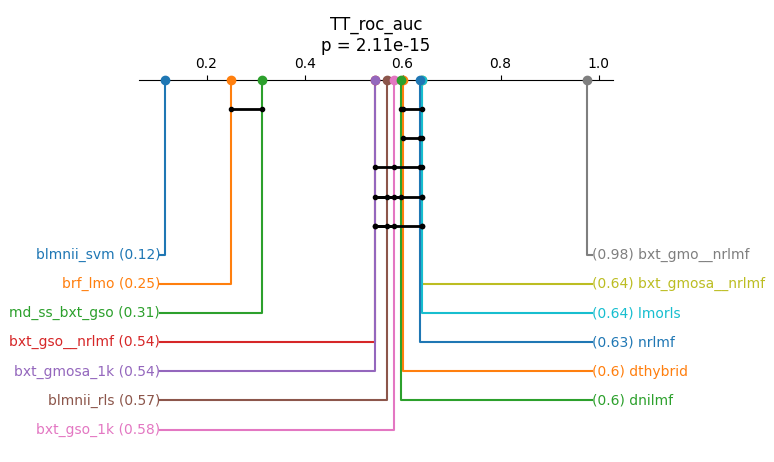 TT_roc_auc
p = 2.11e-15
0.2 0.4 0.6 0.8 1.0
blmnii_svm (0.12)
(0.98) bxt_gmo__nrlmf
brf_lmo (0.25)
(0.64) bxt_gmosa__nrlmf
md_ss_bxt_gso (0.31)
(0.64) lmorls
bxt_gso__nrlmf (0.54)
(0.63) nrlmf
bxt_gmosa_1k (0.54)
(0.6) dthybrid
blmnii_rls (0.57)
(0.6) dnilmf
bxt_gso_1k (0.58)